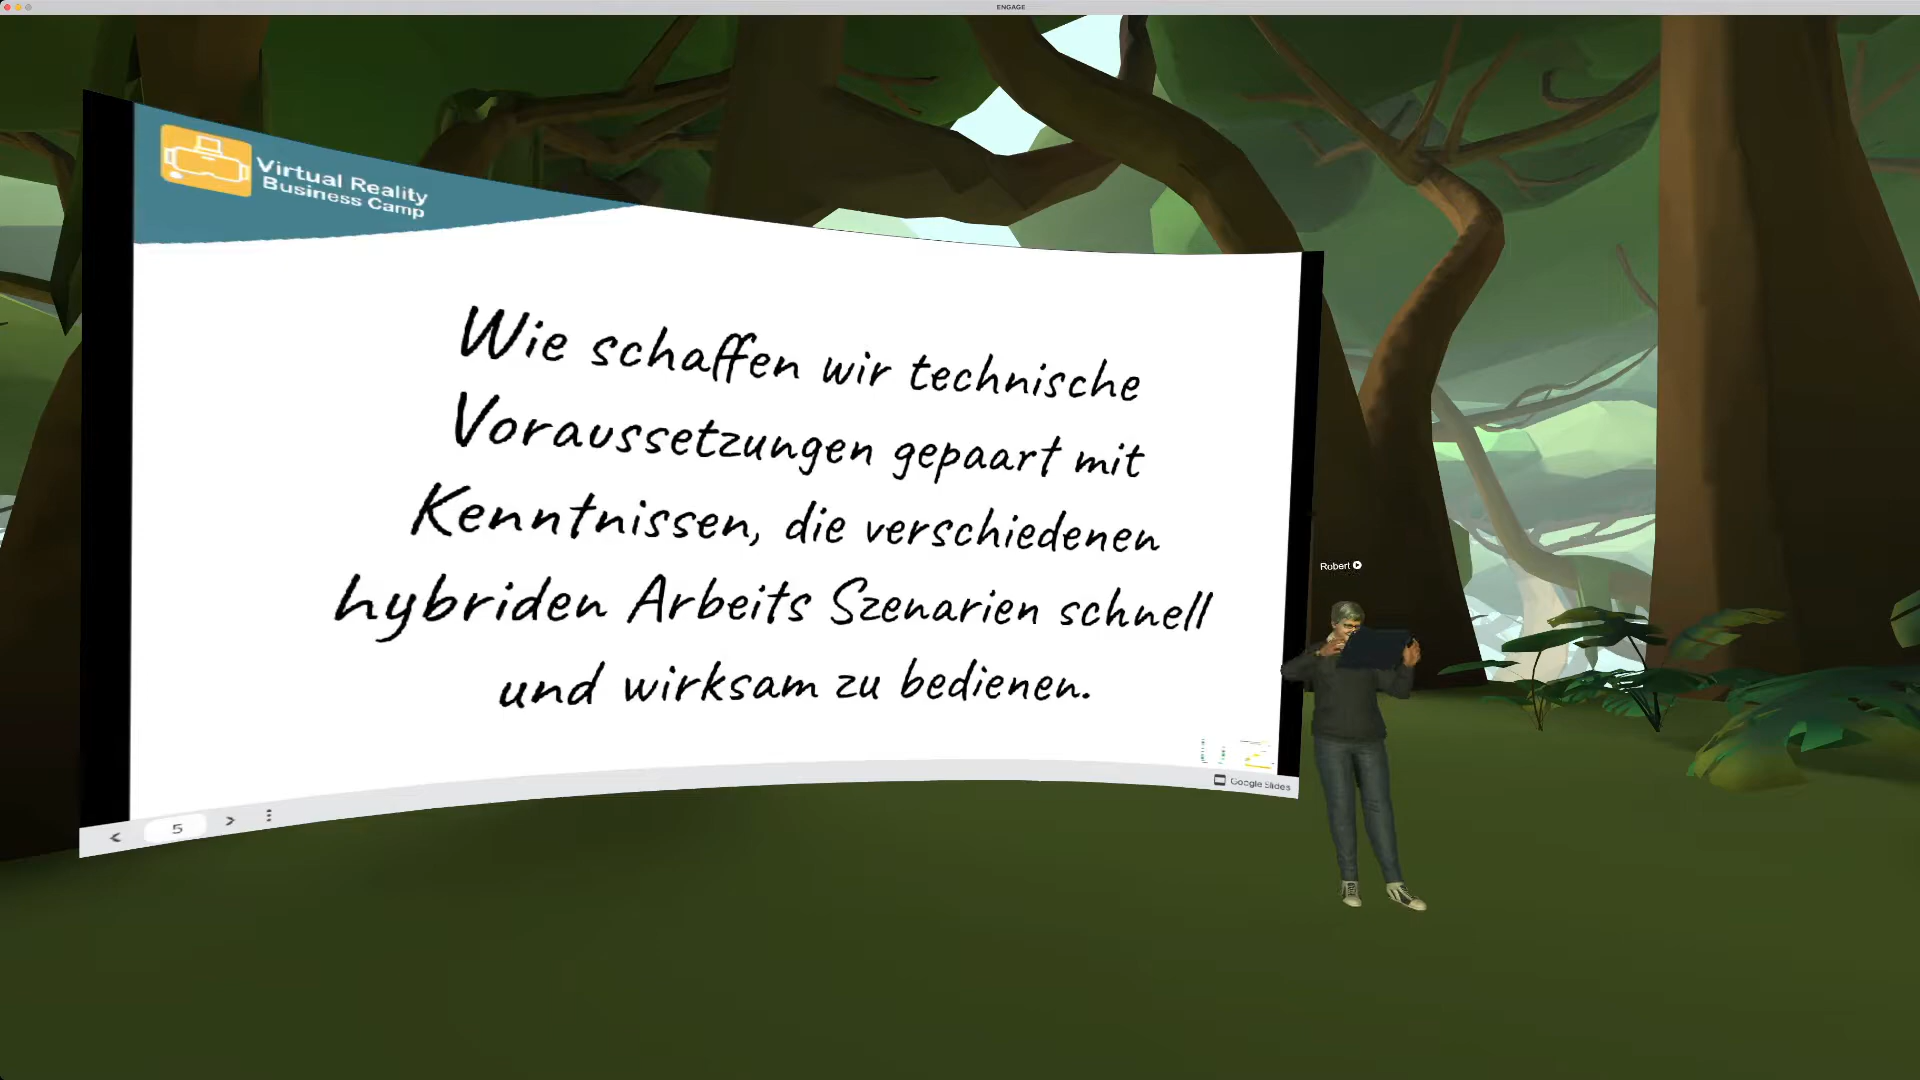 ENGAGE
Virtual Reality
Business Camp
Wie schaffen wir technische
Voraussetzungen gepaart mit
Kenntnissen, die verschiedenen
hybriden Arbeits Szenarien schnell
und wirksam zu bedienen.
Robert
5
Google Slides